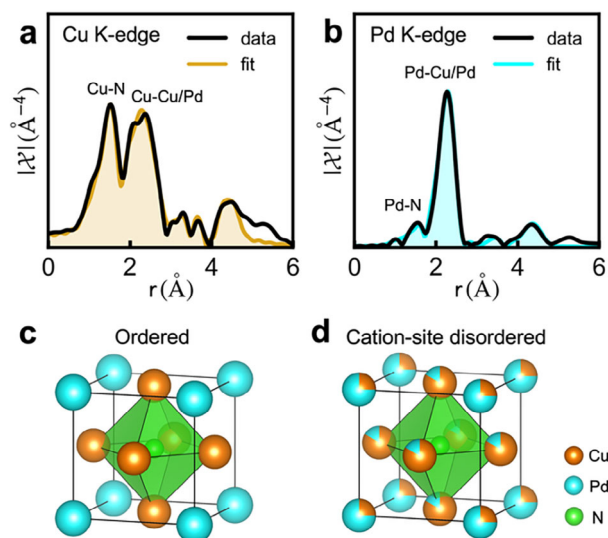 a Cu K-edge
data
fit
Cu-N
Cu-Cu/Pd
|χ| (Å⁻⁴)
0 2 4 6
r (Å)
b Pd K-edge
data
fit
Pd-Cu/Pd
Pd-N
|χ| (Å⁻⁴)
0 2 4 6
r (Å)
c Ordered
d Cation-site disordered
Cu
Pd
N